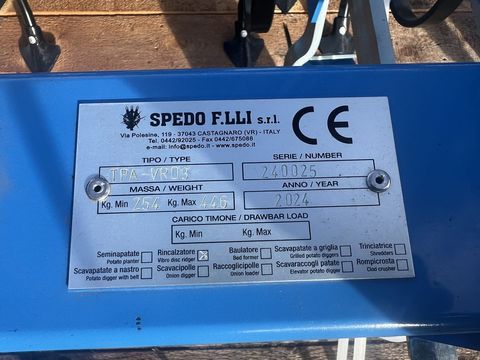 SPEDO F.LLI s.r.l.
CE
Via Polesine, 119 - 37043 CASTAGNARO (VR) - ITALY
Tel. 0442/92025 - Fax 0442/675088
e-mail: info@spedo.it - www.spedo.it
TIPO / TYPE
TPA-VR03
SERIE / NUMBER
240025
MASSA / WEIGHT
Kg. Min 254 Kg. Max 446
ANNO / YEAR
2024
CARICO TIMONE / DRAWBAR LOAD
Kg. Min Kg. Max
Seminapatate
Potato planter
Rincalzatore
Vibro disc ridger
Baulatore
Bed former
Scavapatate a griglia
Grilled potato diggers
Trinciatrice
Shredders
Scavapatate a nastro
Potato digger with belt
Scavacipolle
Onion digger
Raccoglicipolle
Onion loader
Scavaraccogli patate
Elevator potato diggers
Rompicrosta
Clod crusher